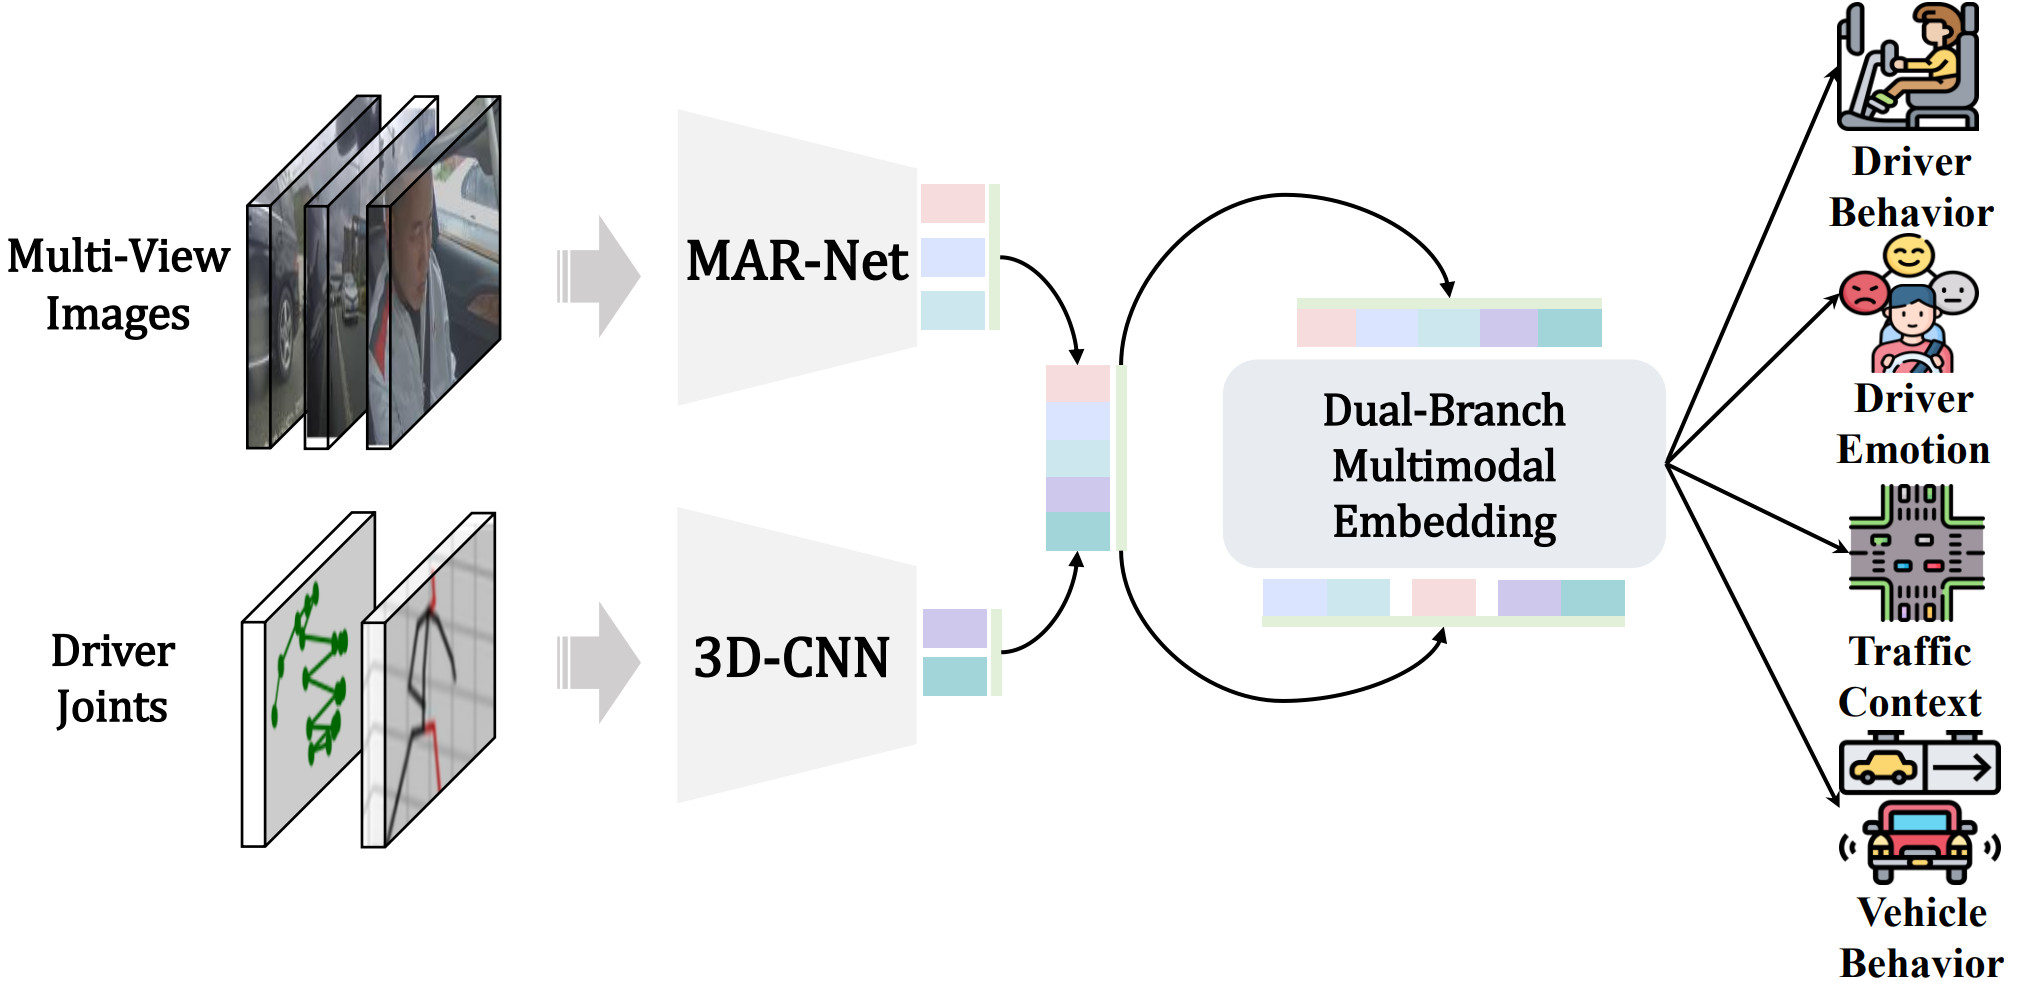 Multi-View
Images
MAR-Net
Driver
Joints
3D-CNN
Dual-Branch
Multimodal
Embedding
Driver
Behavior
Driver
Emotion
Traffic
Context
Vehicle
Behavior